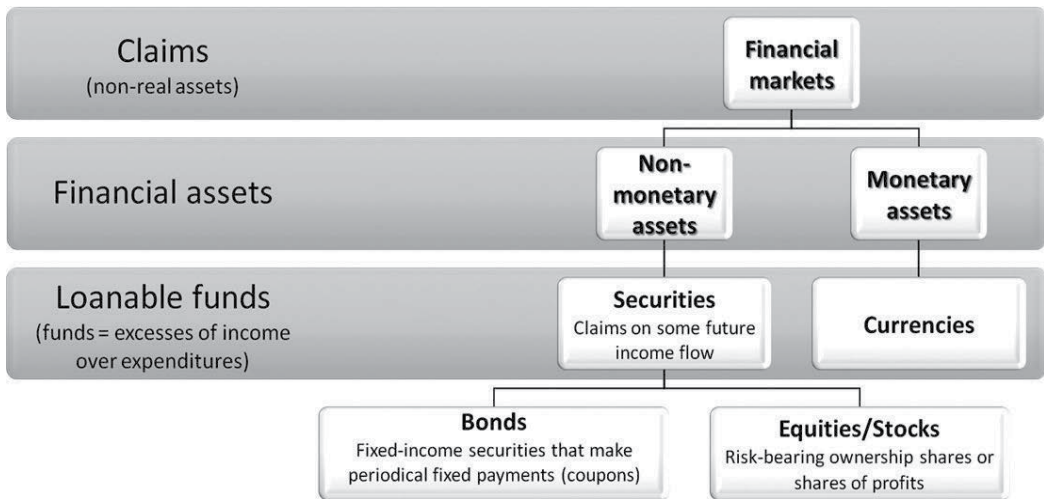 Claims
(non-real assets)
Financial
markets
Financial assets
Non-
monetary
assets
Monetary
assets
Loanable funds
(funds = excesses of income
over expenditures)
Securities
Claims on some future
income flow
Currencies
Bonds
Fixed-income securities that make
periodical fixed payments (coupons)
Equities/Stocks
Risk-bearing ownership shares or
shares of profits